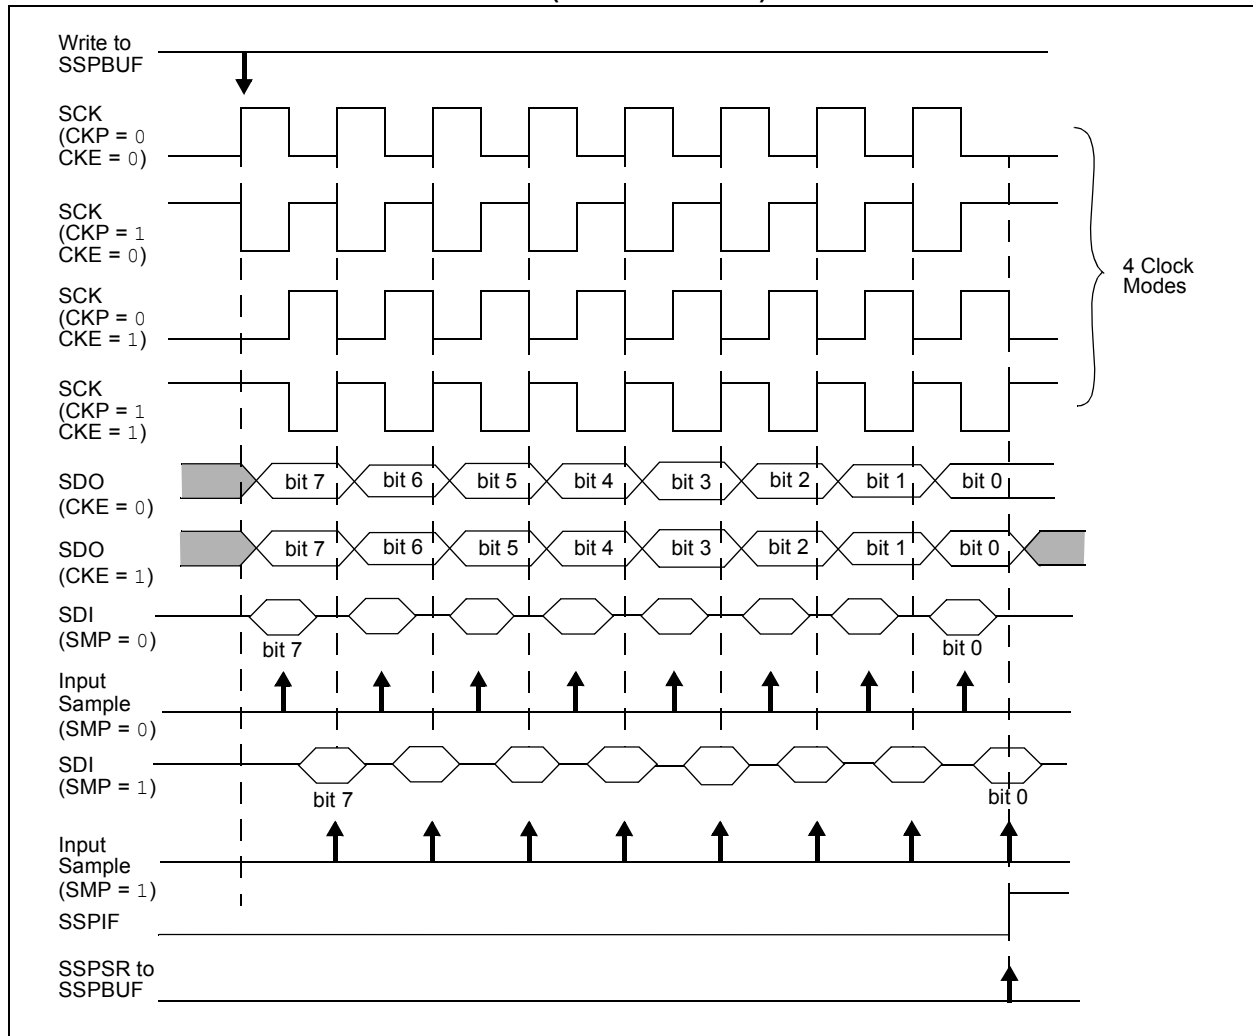 Write to
SSPBUF
SCK
(CKP = 0
CKE = 0)
SCK
(CKP = 1
CKE = 0)
SCK
(CKP = 0
CKE = 1)
4 Clock
Modes
SCK
(CKP = 1
CKE = 1)
SDO
(CKE = 0)
bit 7 bit 6 bit 5 bit 4 bit 3 bit 2 bit 1 bit 0
SDO
(CKE = 1)
bit 7 bit 6 bit 5 bit 4 bit 3 bit 2 bit 1 bit 0
SDI
(SMP = 0)
bit 7 bit 0
Input
Sample
(SMP = 0)
SDI
(SMP = 1)
bit 7 bit 0
Input
Sample
(SMP = 1)
SSPIF
SSPSR to
SSPBUF